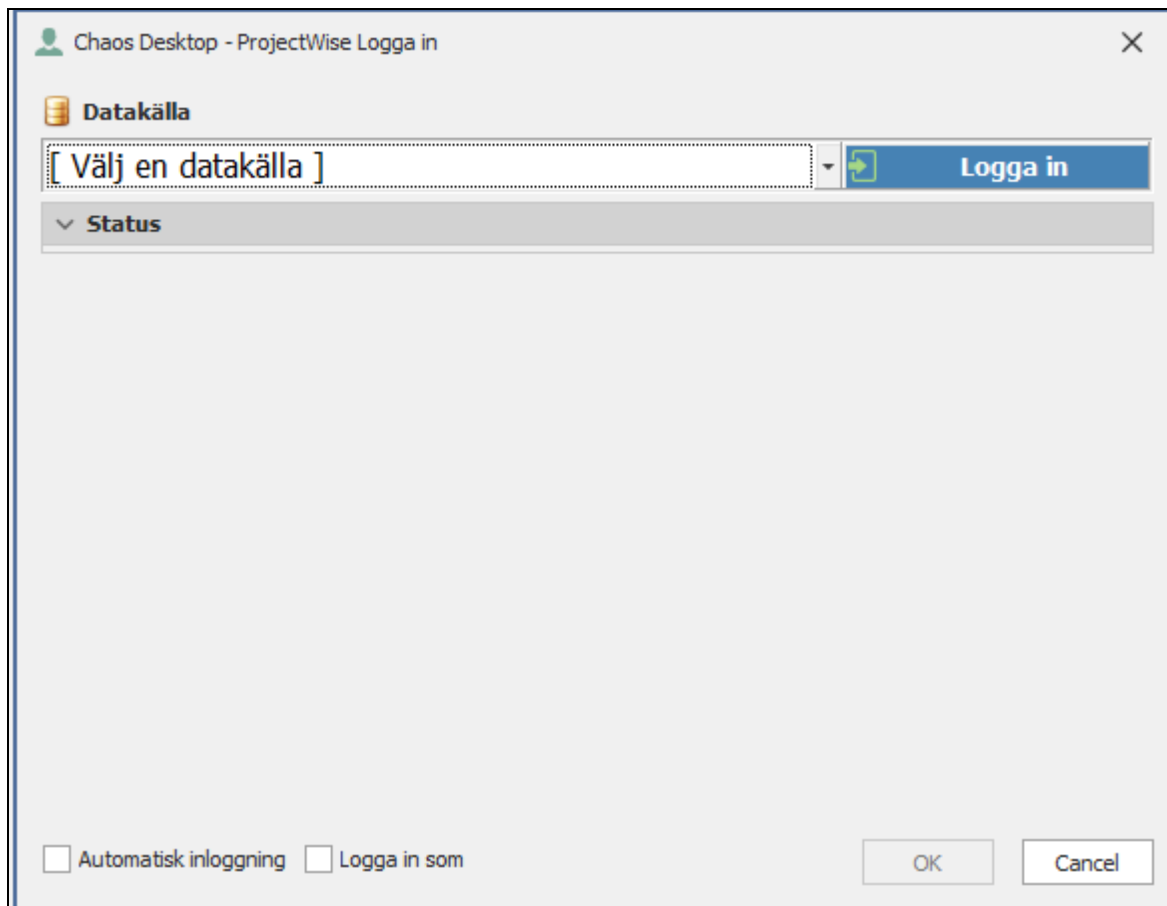 Chaos Desktop - ProjectWise Logga in
Datakälla
[ Välj en datakälla ]
Logga in
Status
Automatisk inloggning
Logga in som
OK
Cancel